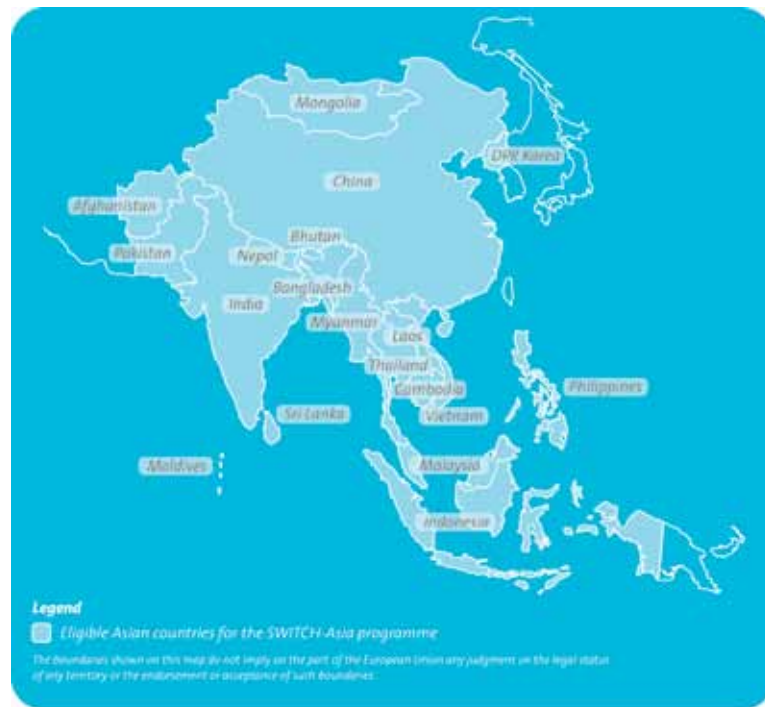 Mongolia
DPR Korea
China
Afghanistan
Bhutan
Pakistan
Nepal
Bangladesh
India
Myanmar
Laos
Thailand
Cambodia
Philippines
Sri Lanka
Vietnam
Maldives
Malaysia
Indonesia
Legend
Eligible Asian countries for the SWITCH-Asia programme
The boundaries shown on this map do not imply on the part of the European Union any judgment on the legal status
of any territory or the endorsement or acceptance of such boundaries.